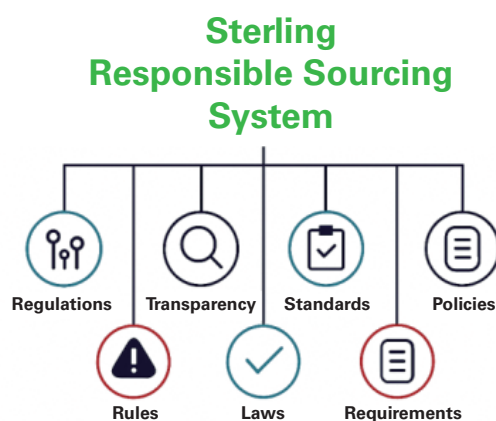 Sterling
Responsible Sourcing
System
Regulations Transparency Standards Policies
Rules Laws Requirements